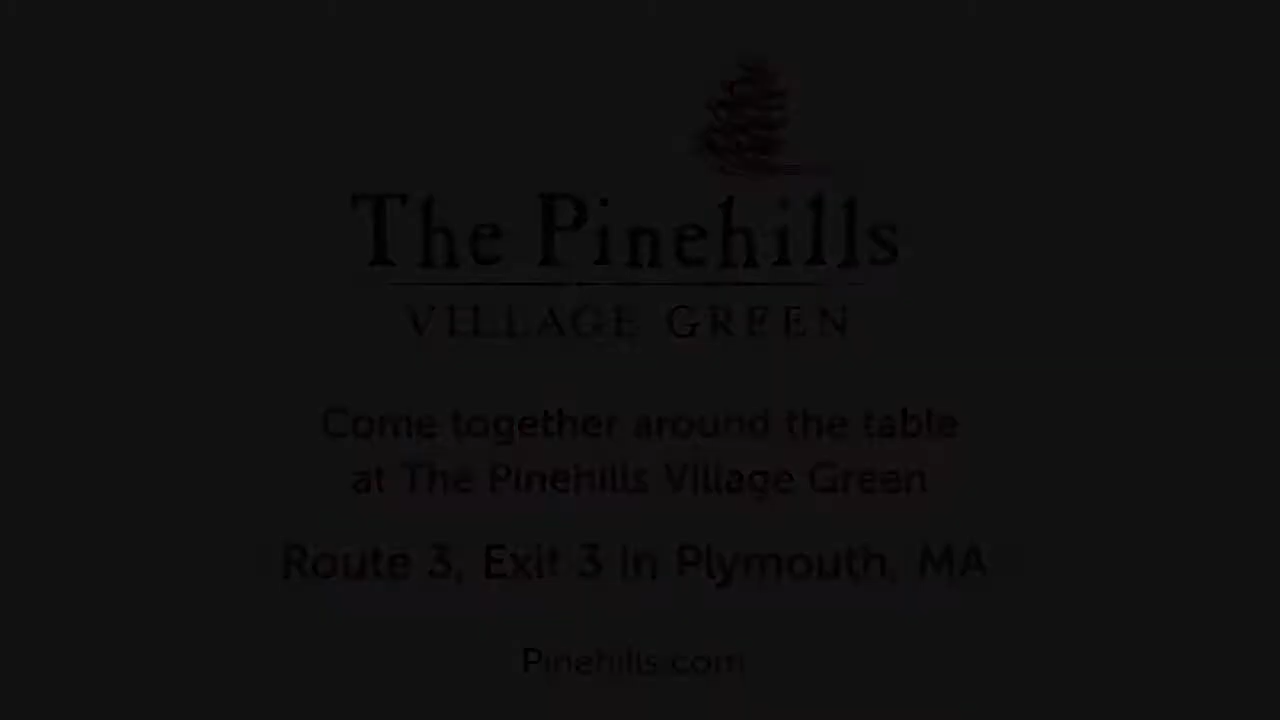 The Pinehills
VILLAGE GREEN
Come together around the table
at The Pinehills Village Green
Route 3, Exit 3 in Plymouth, MA
Pinehills.com